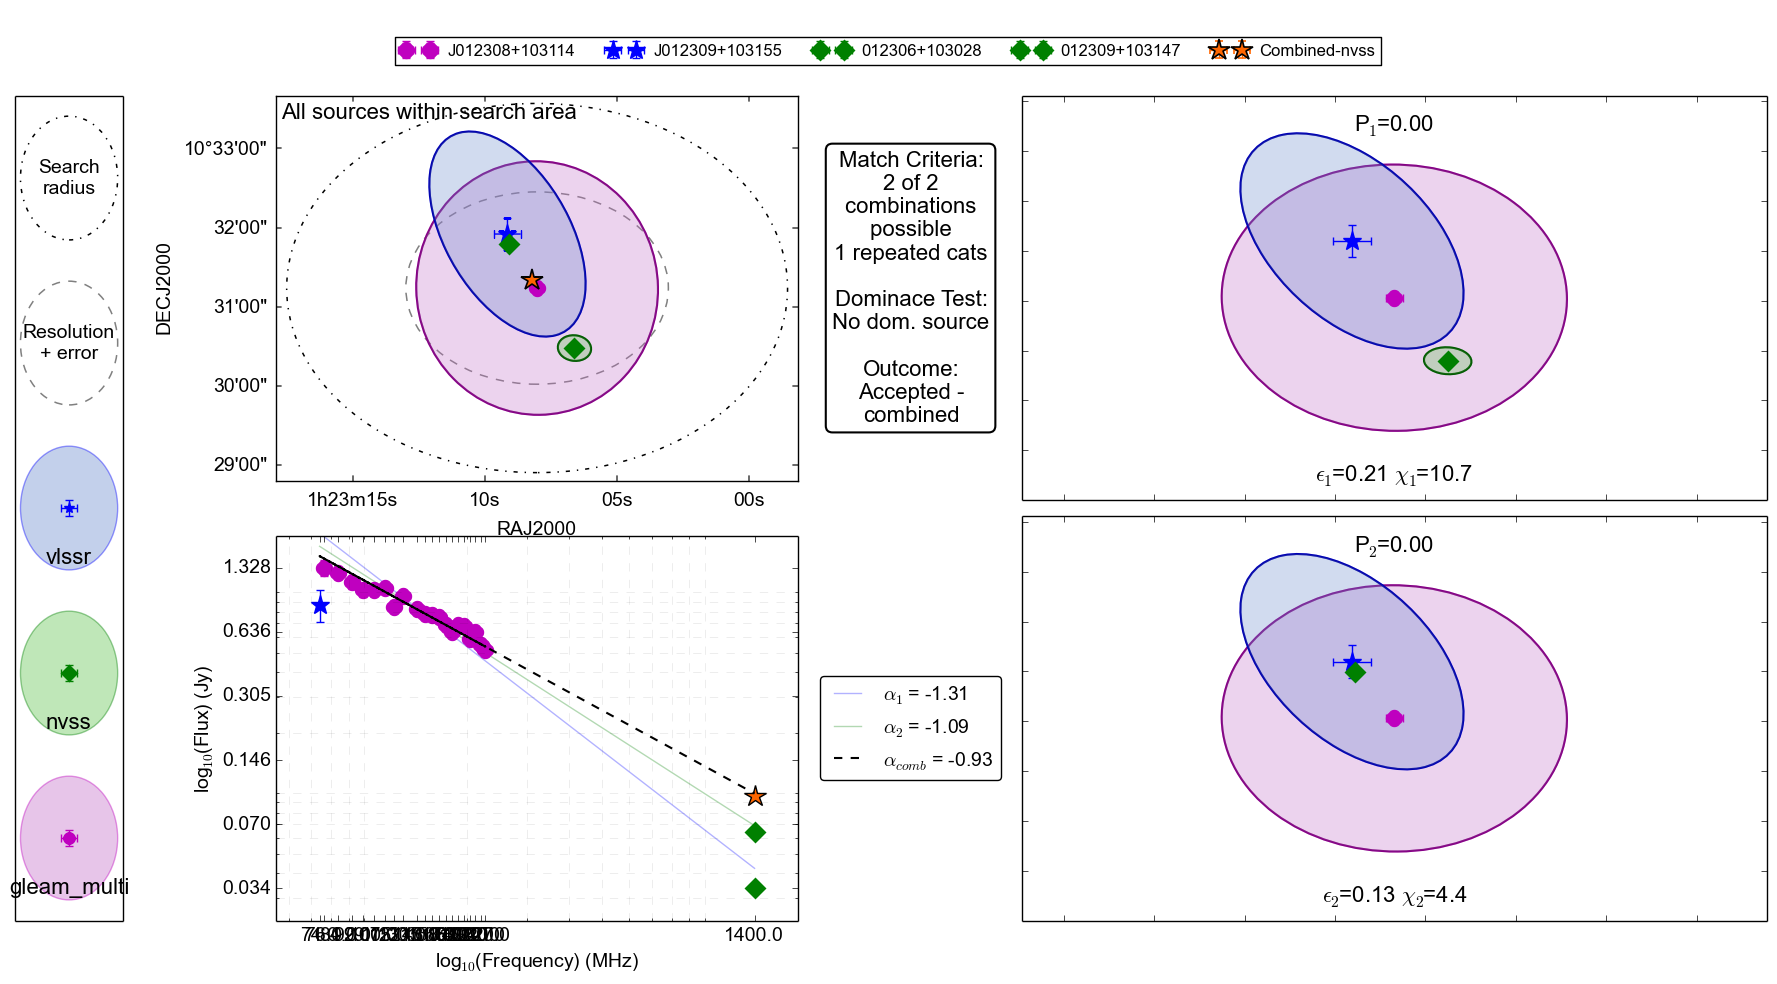 J012308+103114 J012309+103155 012306+103028 012309+103147 Combined-nvss
Search
radius
Resolution
+ error
vlssr
nvss
gleam_multi
All sources within search area
10°33'00"
32'00"
31'00"
30'00"
29'00"
DECJ2000
1h23m15s 10s 05s 00s
RAJ2000
Match Criteria:
2 of 2
combinations
possible
1 repeated cats
Dominace Test:
No dom. source
Outcome:
Accepted -
combined
P₁=0.00
ϵ₁=0.21 χ₁=10.7
1.328
0.636
0.305
0.146
0.070
0.034
log₁₀(Flux) (Jy)
1400.0
log₁₀(Frequency) (MHz)
α₁ = -1.31
α₂ = -1.09
α_comb = -0.93
P₂=0.00
ϵ₂=0.13 χ₂=4.4